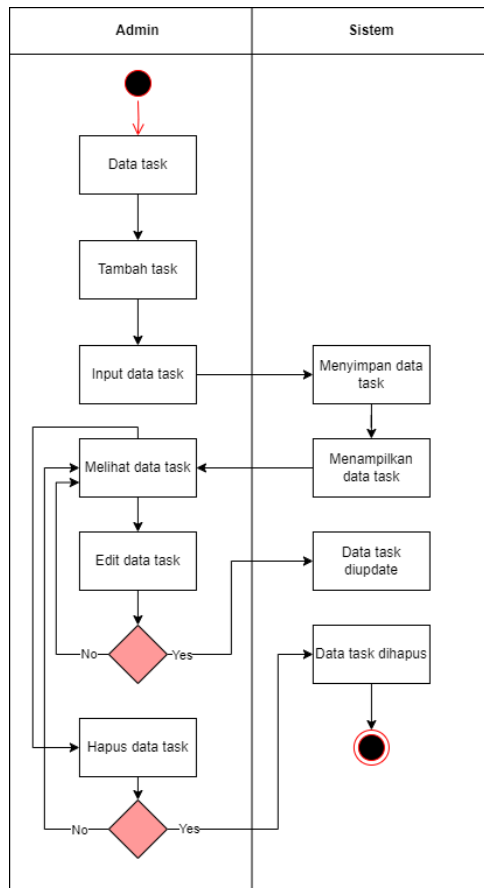 Admin
Sistem
Data task
Tambah task
Input data task
Menyimpan data
task
Melihat data task
Menampilkan
data task
Edit data task
Data task
diupdate
No
Yes
Data task dihapus
Hapus data task
No
Yes